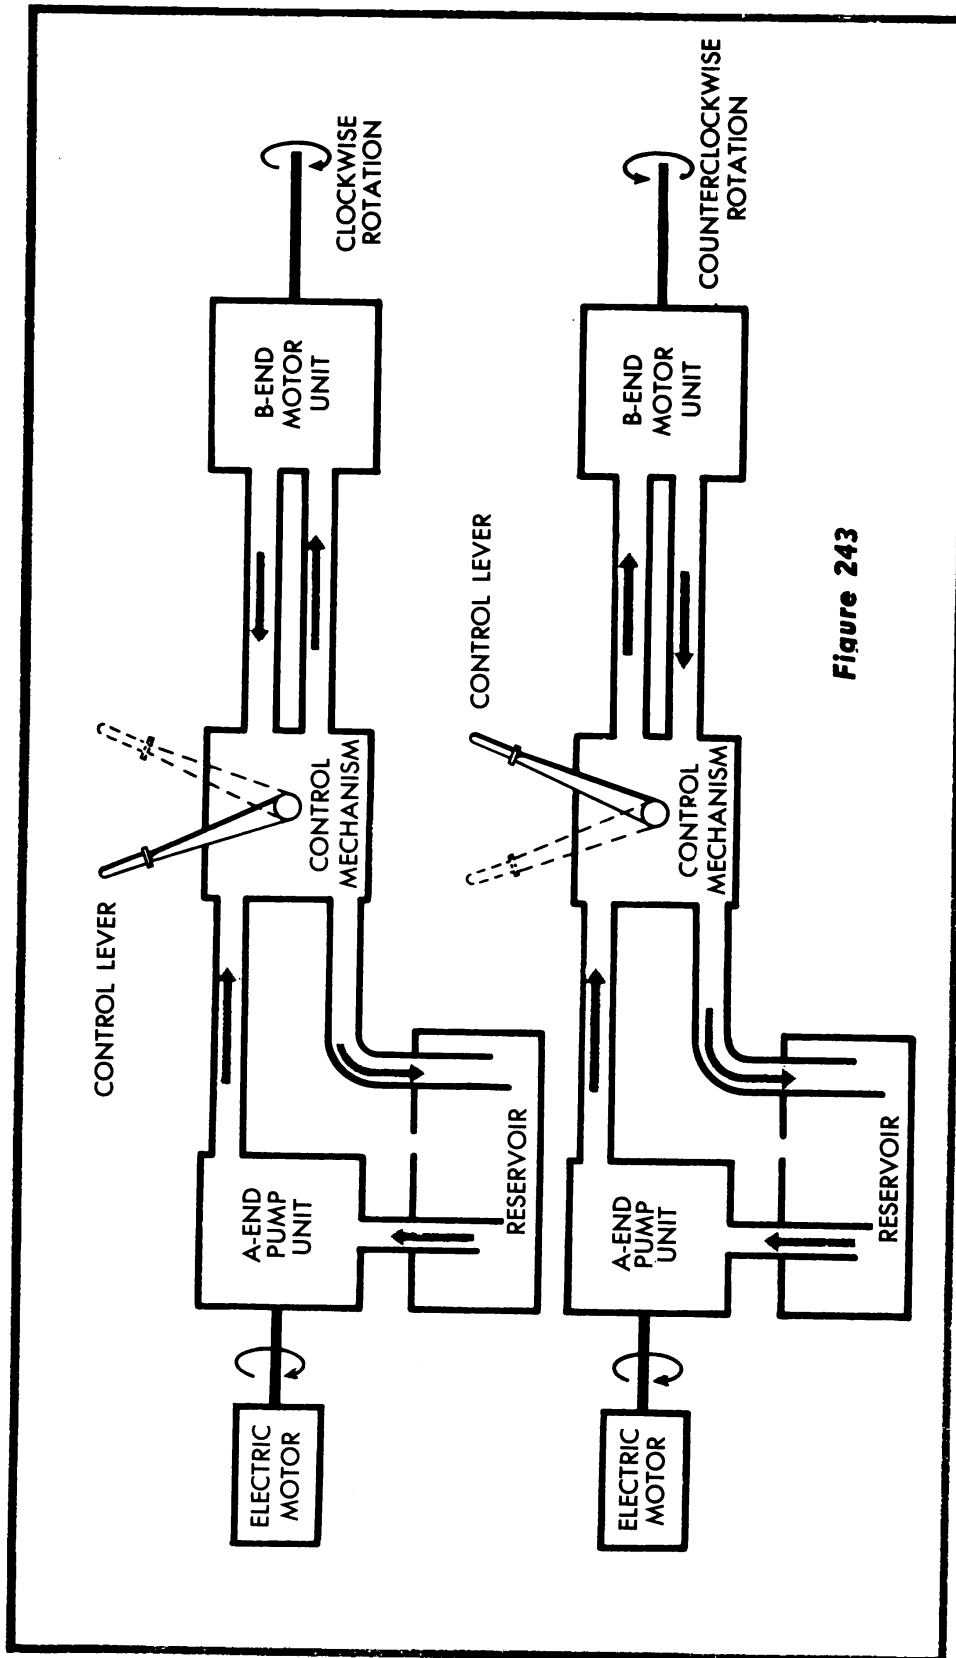 CONTROL LEVER
ELECTRIC
MOTOR
A-END
PUMP
UNIT
RESERVOIR
CONTROL
MECHANISM
B-END
MOTOR
UNIT
CLOCKWISE
ROTATION
CONTROL LEVER
ELECTRIC
MOTOR
A-END
PUMP
UNIT
RESERVOIR
CONTROL
MECHANISM
B-END
MOTOR
UNIT
COUNTERCLOCKWISE
ROTATION
Figure 243